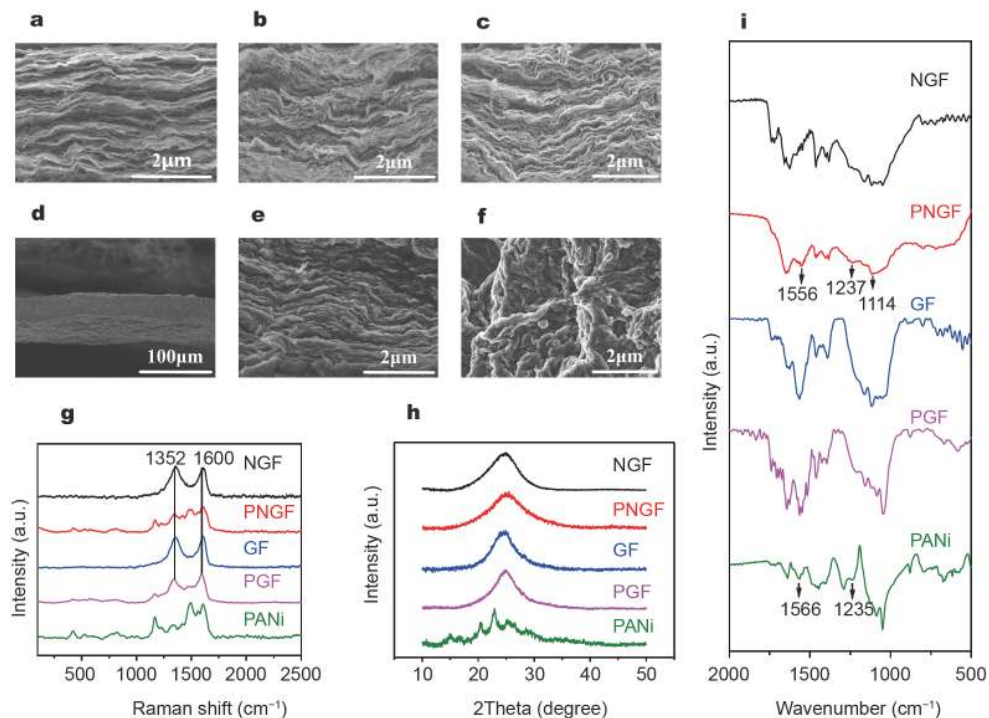 a
b
c
i
2μm
2μm
2μm
d
e
f
100μm
2μm
2μm
g
h
1352 1600
NGF
PNGF
GF
PGF
PANi
Intensity (a.u.)
500 1000 1500 2000 2500
Raman shift (cm⁻¹)
NGF
PNGF
GF
PGF
PANi
Intensity (a.u.)
10 20 30 40 50
2Theta (degree)
NGF
PNGF
1556
1237
1114
GF
PGF
PANi
1566
1235
Intensity (a.u.)
2000 1500 1000 500
Wavenumber (cm⁻¹)